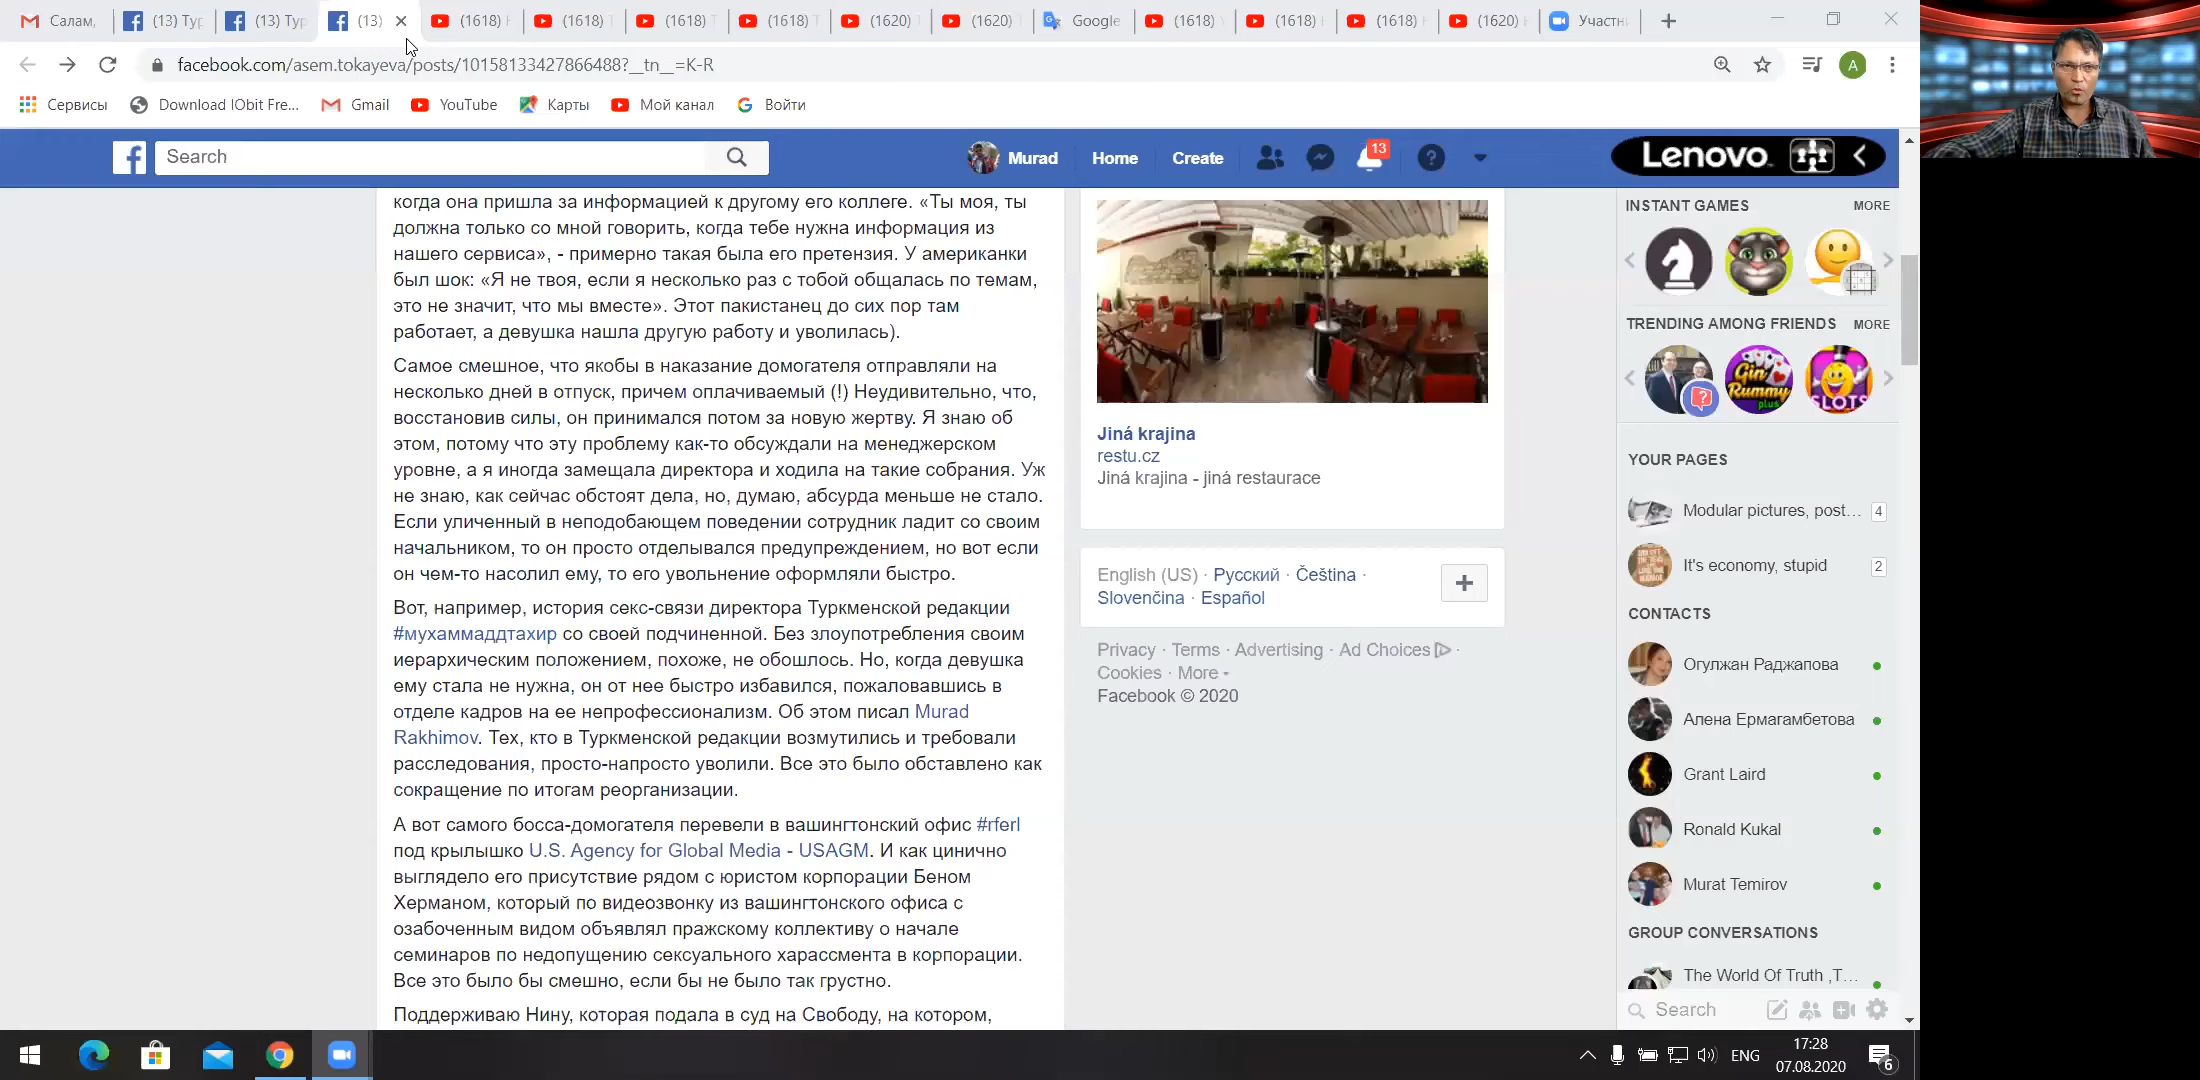 Салам,
(13) Тур
(13) Тур
(13)
(1618)
(1618)
(1618)
(1618)
(1620)
(1620)
Google
(1618)
(1618)
(1618)
(1620)
Участни
facebook.com/asem.tokayeva/posts/10158133427866488?__tn__=K-R
A
Сервисы
Download IObit Fre...
Gmail
YouTube
Карты
Мой канал
Войти
Search
Murad
Home
Create
13
Lenovo
когда она пришла за информацией к другому его коллеге. «Ты моя, ты
должна только со мной говорить, когда тебе нужна информация из
нашего сервиса», - примерно такая была его претензия. У американки
был шок: «Я не твоя, если я несколько раз с тобой общалась по темам,
это не значит, что мы вместе». Этот пакистанец до сих пор там
работает, а девушка нашла другую работу и уволилась).
Самое смешное, что якобы в наказание домогателя отправляли на
несколько дней в отпуск, причем оплачиваемый (!) Неудивительно, что,
восстановив силы, он принимался потом за новую жертву. Я знаю об
этом, потому что эту проблему как-то обсуждали на менеджерском
уровне, а я иногда замещала директора и ходила на такие собрания. Уж
не знаю, как сейчас обстоят дела, но, думаю, абсурда меньше не стало.
Если уличенный в неподобающем поведении сотрудник ладит со своим
начальником, то он просто отделывался предупреждением, но вот если
он чем-то насолил ему, то его увольнение оформляли быстро.
Вот, например, история секс-связи директора Туркменской редакции
#мухаммаддтахир со своей подчиненной. Без злоупотребления своим
иерархическим положением, похоже, не обошлось. Но, когда девушка
ему стала не нужна, он от нее быстро избавился, пожаловавшись в
отделе кадров на ее непрофессионализм. Об этом писал Murad
Rakhimov. Тех, кто в Туркменской редакции возмутились и требовали
расследования, просто-напросто уволили. Все это было обставлено как
сокращение по итогам реорганизации.
А вот самого босса-домогателя перевели в вашингтонский офис #rferl
под крылышко U.S. Agency for Global Media - USAGM. И как цинично
выглядело его присутствие рядом с юристом корпорации Беном
Херманом, который по видеозвонку из вашингтонского офиса с
озабоченным видом объявлял пражскому коллективу о начале
семинаров по недопущению сексуального харассмента в корпорации.
Все это было бы смешно, если бы не было так грустно.
Поддерживаю Нину, которая подала в суд на Свободу, на котором,
Jiná krajina
restu.cz
Jiná krajina - jiná restaurace
English (US) · Русский · Čeština ·
Slovenčina · Español
Privacy · Terms · Advertising · Ad Choices ·
Cookies · More
Facebook © 2020
INSTANT GAMES MORE
TRENDING AMONG FRIENDS MORE
Gin
Rummy
plus
SLOTS
YOUR PAGES
Modular pictures, post... 4
It's economy, stupid 2
CONTACTS
Огулжан Раджапова
Алена Ермагамбетова
Grant Laird
Ronald Kukal
Murat Temirov
GROUP CONVERSATIONS
The World Of Truth ,T...
Search
ENG
17:28
07.08.2020
6